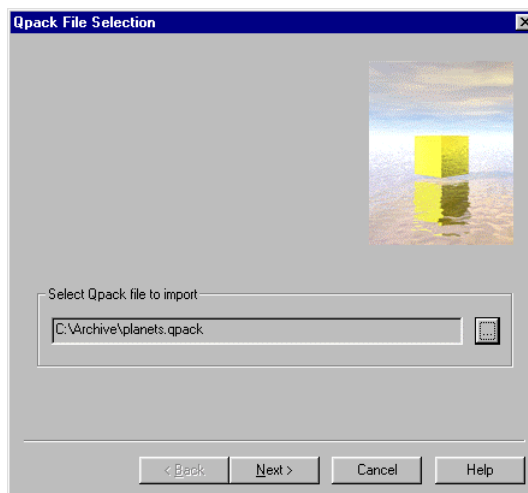 Qpack File Selection
Select Qpack file to import
C:\Archive\planets.qpack
...
< Back Next > Cancel Help